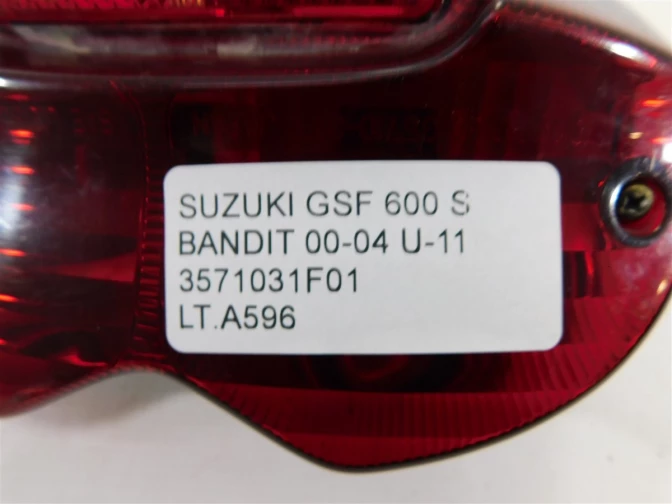 SUZUKI GSF 600 S
BANDIT 00-04 U-11
3571031F01
LT.A596